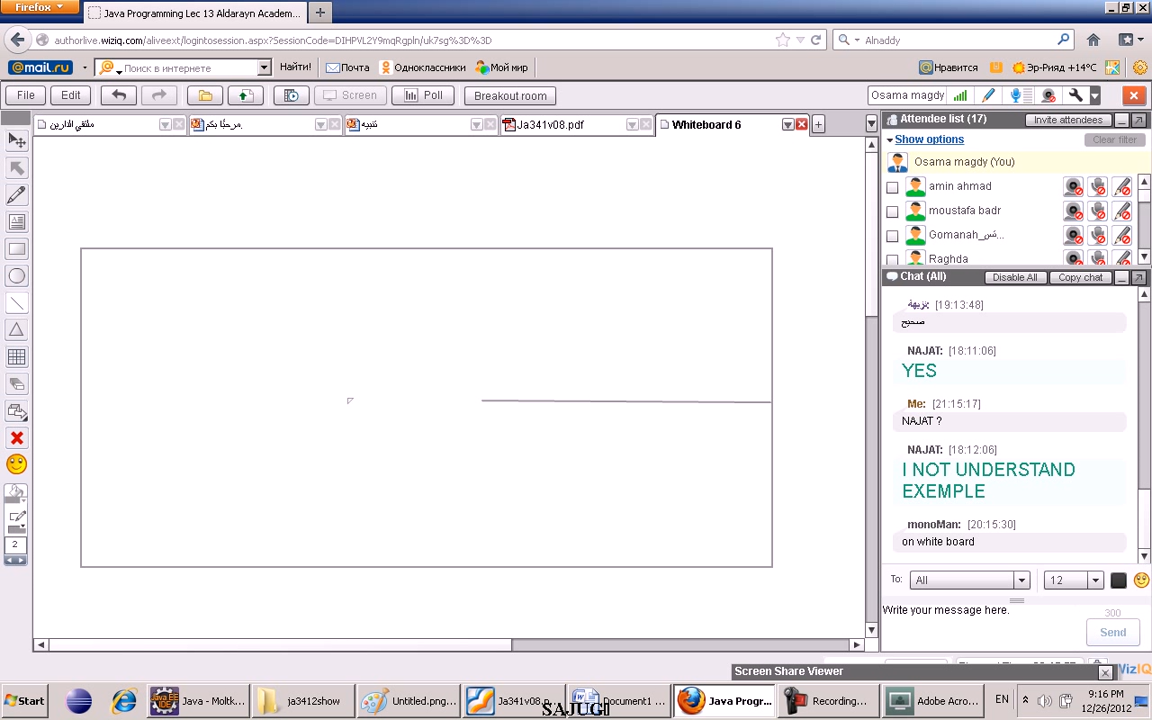 Firefox
Java Programming Lec 13 Aldarayn Academ...
authorlive.wiziq.com/aliveext/logintosession.aspx?SessionCode=DIHPVL2Y9mqRgpln/uk7sg%3D%3D
Alnaddy
@mail.ru
Поиск в интернете
Найти!
Почта
Одноклассники
Мой мир
Нравится
Эр-Рияд +14°C
File
Edit
Screen
Poll
Breakout room
Osama magdy
ملتقي الدارين
مرحبًا بكم.
تنبيه
Ja341v08.pdf
Whiteboard 6
Attendee list (17)
Invite attendees
Show options
Clear filter
Osama magdy (You)
amin ahmad
moustafa badr
Raghda
Chat (All)
Disable All
Copy chat
نزيهة: [19:13:48]
صحيح
NAJAT: [18:11:06]
YES
Me: [21:15:17]
NAJAT ?
NAJAT: [18:12:06]
I NOT UNDERSTAND
EXEMPLE
monoMan: [20:15:30]
on white board
To:
All
12
Write your message here.
300
Send
2
Screen Share Viewer
WizIQ
Start
Java - Moltk...
ja3412show
Untitled.png...
Ja341v08.p...
Document1 ...
Java Progr...
Recording...
Adobe Acro...
EN
9:16 PM
12/26/2012